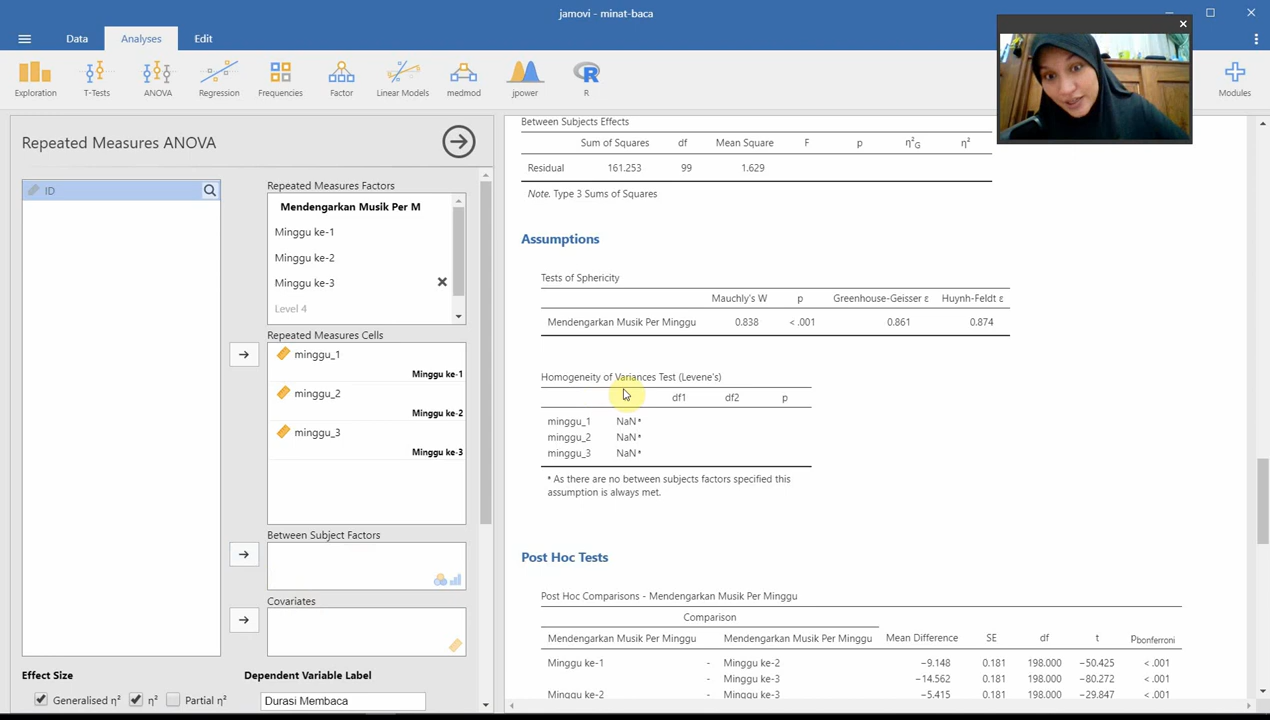 jamovi - minat-baca
Data Analyses Edit
Exploration T-Tests ANOVA Regression Frequencies Factor Linear Models medmod jpower R Modules
Repeated Measures ANOVA
ID
Repeated Measures Factors
Mendengarkan Musik Per M
Minggu ke-1
Minggu ke-2
Minggu ke-3
Level 4
Repeated Measures Cells
minggu_1
Minggu ke-1
minggu_2
Minggu ke-2
minggu_3
Minggu ke-3
Between Subject Factors
Covariates
Effect Size
Generalised η² η² Partial η²
Dependent Variable Label
Durasi Membaca
Between Subjects Effects
Sum of Squares df Mean Square F p η²G η²
Residual 161.253 99 1.629
Note. Type 3 Sums of Squares
Assumptions
Tests of Sphericity
Mauchly's W p Greenhouse-Geisser ε Huynh-Feldt ε
Mendengarkan Musik Per Minggu 0.838 < .001 0.861 0.874
Homogeneity of Variances Test (Levene's)
df1 df2 p
minggu_1 NaN ª
minggu_2 NaN ª
minggu_3 NaN ª
ª As there are no between subjects factors specified this
assumption is always met.
Post Hoc Tests
Post Hoc Comparisons - Mendengarkan Musik Per Minggu
Comparison
Mendengarkan Musik Per Minggu Mendengarkan Musik Per Minggu Mean Difference SE df t pbonferroni
Minggu ke-1 - Minggu ke-2 −9.148 0.181 198.000 −50.425 < .001
- Minggu ke-3 −14.562 0.181 198.000 −80.272 < .001
Minggu ke-2 - Minggu ke-3 −5.415 0.181 198.000 −29.847 < .001